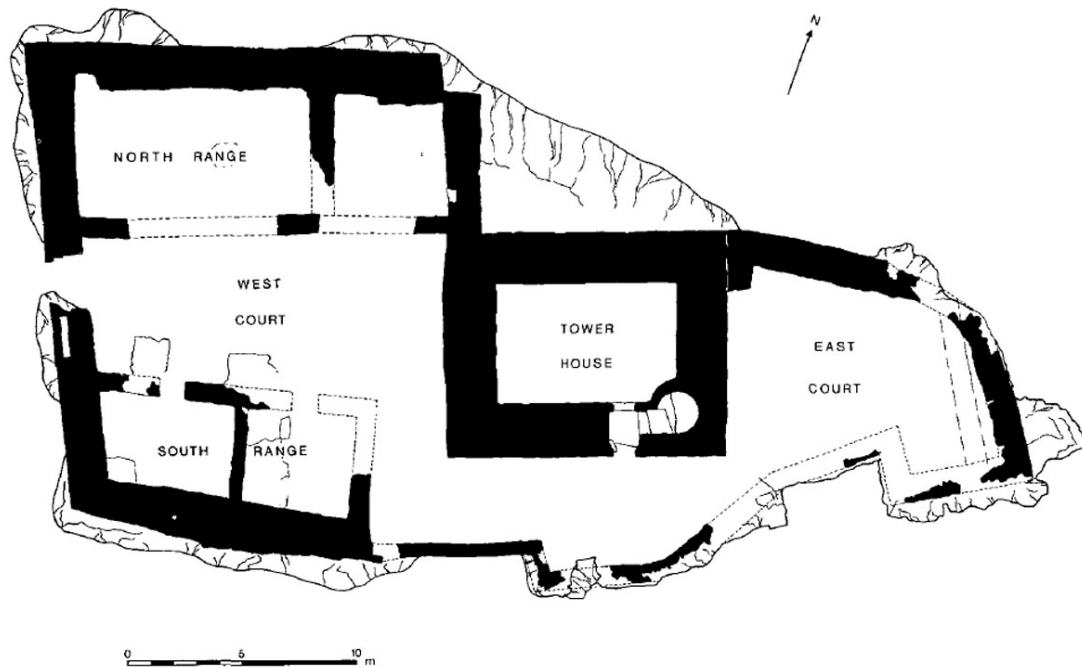 N
NORTH RANGE
WEST
COURT
TOWER
HOUSE
EAST
COURT
SOUTH RANGE
0 5 10 m